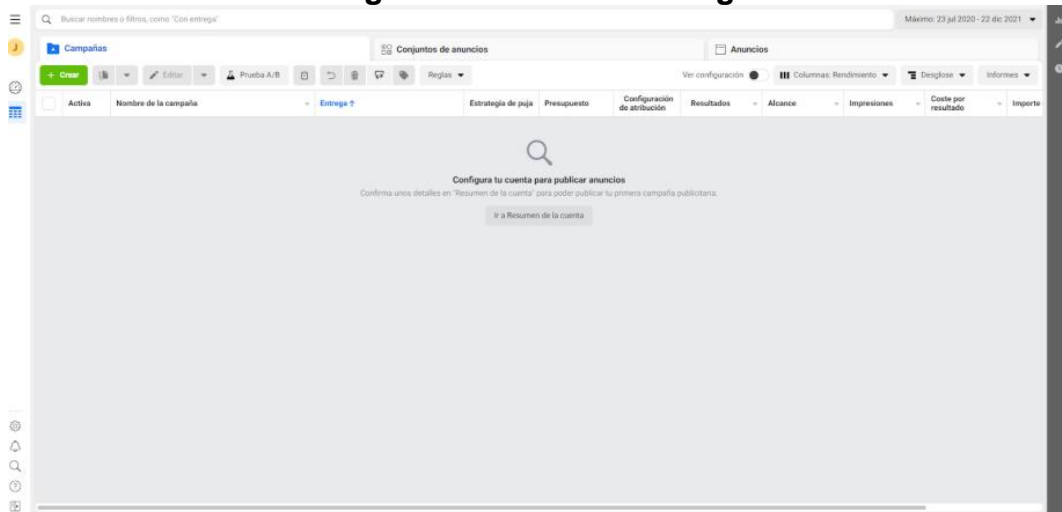 Buscar nombres o filtros, como "Con entrega".
Máximo: 23 jul 2020 - 22 dic 2021
J
Campañas
Conjuntos de anuncios
Anuncios
+ Crear
Editar
Prueba A/B
Reglas
Ver configuración
Columnas: Rendimiento
Desglose
Informes
Activa
Nombre de la campaña
Entrega ↑
Estrategia de puja
Presupuesto
Configuración
de atribución
Resultados
Alcance
Impresiones
Coste por
resultado
Importe
Configura tu cuenta para publicar anuncios
Confirma unos detalles en "Resumen de la cuenta" para poder publicar tu primera campaña publicitaria.
Ir a Resumen de la cuenta